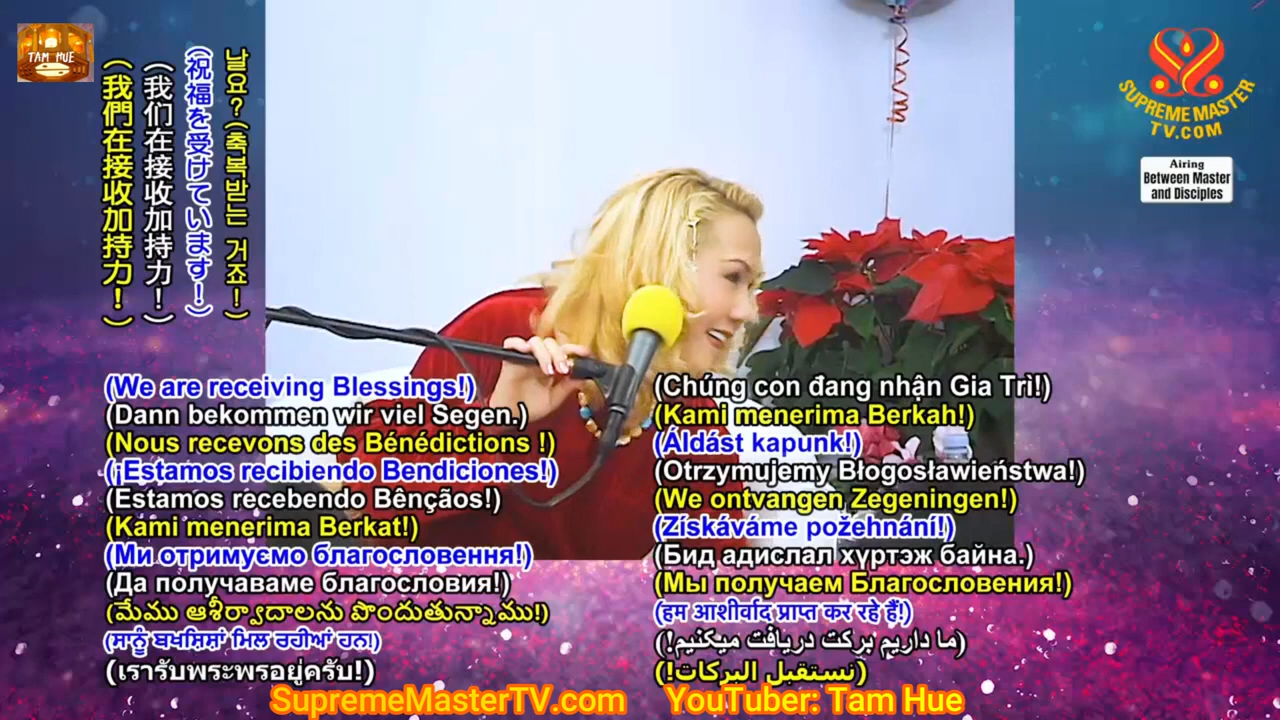 TAM HUE
(我們在接收加持力！)
(我们在接收加持力！)
(祝福を受けています！)
날요? (축복받는 거죠!)
SUPREME MASTER
TV.COM
Airing
Between Master
and Disciples
(We are receiving Blessings!)
(Dann bekommen wir viel Segen.)
(Nous recevons des Bénédictions !)
(¡Estamos recibiendo Bendiciones!)
(Estamos recebendo Bênçãos!)
(Kami menerima Berkat!)
(Ми отримуємо благословення!)
(Да получаваме благословия!)
(మేము ఆశీర్వాదాలను పొందుతున్నాము!)
(ਸਾਨੂੰ ਬਖਸ਼ਿਸ਼ਾਂ ਮਿਲ ਰਹੀਆਂ ਹਨ!)
(เรารับพระพรอยู่ครับ!)
(Chúng con đang nhận Gia Trì!)
(Kami menerima Berkah!)
(Áldást kapunk!)
(Otrzymujemy Błogosławieństwa!)
(We ontvangen Zegeningen!)
(Získáváme požehnání!)
(Бид адислал хүртэж байна.)
(Мы получаем Благословения!)
(हम आशीर्वाद प्राप्त कर रहे हैं!)
(ما داریم برکت دریافت میکنیم!)
(نستقبل البركات!)
SupremeMasterTV.com
YouTuber: Tam Hue